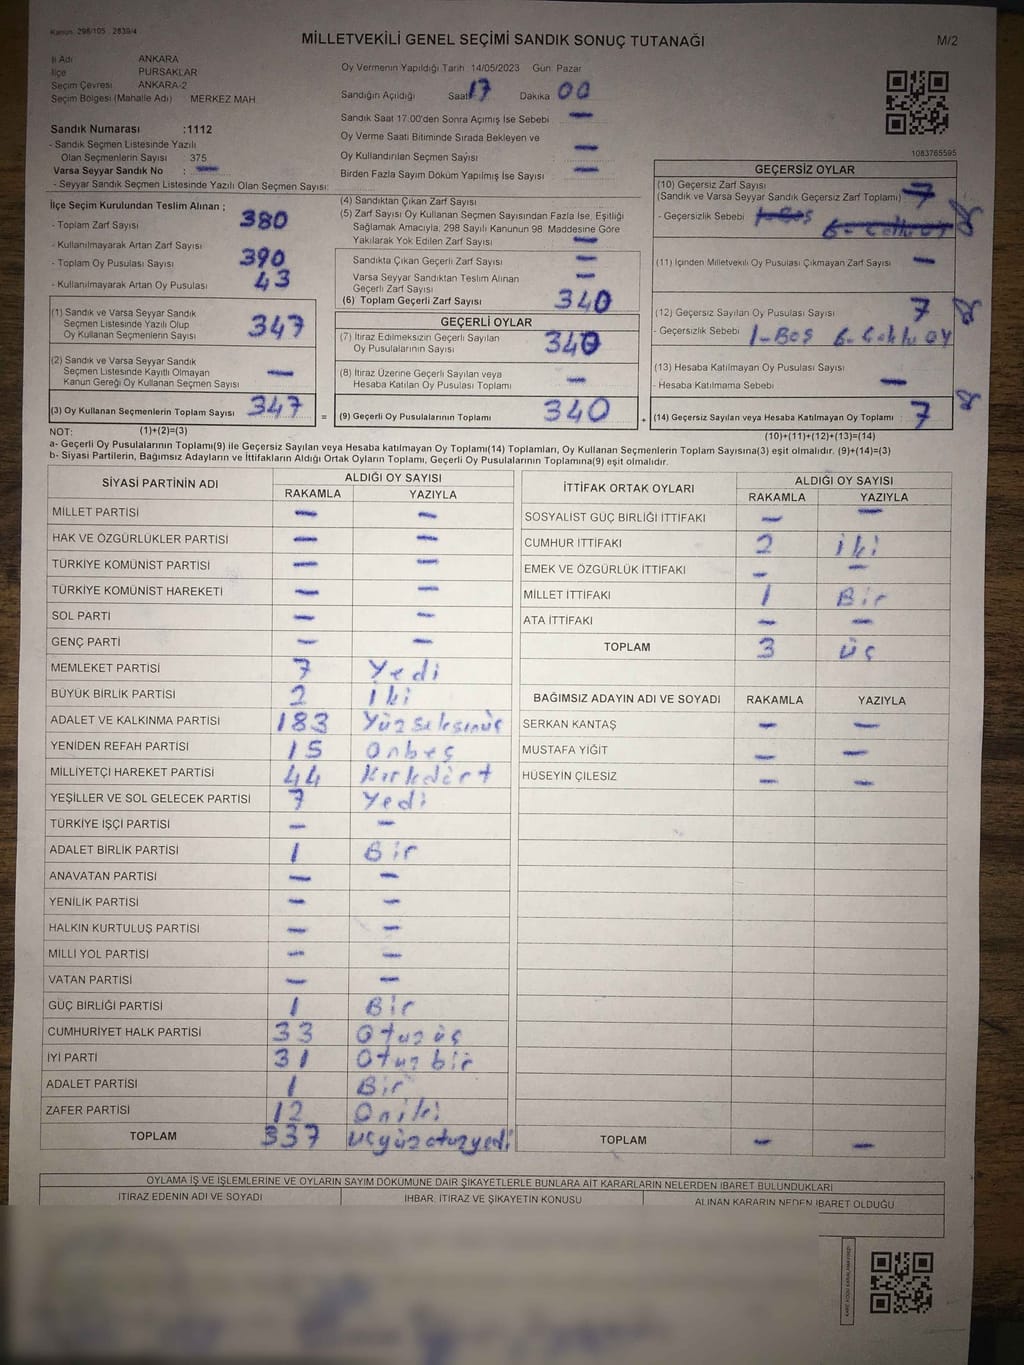 Kanun: 298/105 , 2839/4
MİLLETVEKİLİ GENEL SEÇİMİ SANDIK SONUÇ TUTANAĞI
M/2
İl Adı ANKARA
İlçe PURSAKLAR
Seçim Çevresi ANKARA-2
Seçim Bölgesi (Mahalle Adı) MERKEZ MAH
Oy Vermenin Yapıldığı Tarih 14/05/2023 Gün: Pazar
Sandığın Açıldığı Saat 17 Dakika 00
Sandık Saat 17.00'den Sonra Açımış İse Sebebi —
Oy Verme Saati Bitiminde Sırada Bekleyen ve
Oy Kullandırılan Seçmen Sayısı —
Birden Fazla Sayım Döküm Yapılmış İse Sayısı —
1083765595
Sandık Numarası :1112
- Sandık Seçmen Listesinde Yazılı
Olan Seçmenlerin Sayısı : 375
Varsa Seyyar Sandık No : —
- Seyyar Sandık Seçmen Listesinde Yazılı Olan Seçmen Sayısı:
İlçe Seçim Kurulundan Teslim Alınan ;
- Toplam Zarf Sayısı 380
- Kullanılmayarak Artan Zarf Sayısı
- Toplam Oy Pusulası Sayısı 390
- Kullanılmayarak Artan Oy Pusulası 43
(1) Sandık ve Varsa Seyyar Sandık
Seçmen Listesinde Yazılı Olup
Oy Kullanan Seçmenlerin Sayısı 347
(2) Sandık ve Varsa Seyyar Sandık
Seçmen Listesinde Kayıtlı Olmayan
Kanun Gereği Oy Kullanan Seçmen Sayısı —
(3) Oy Kullanan Seçmenlerin Toplam Sayısı 347 =
(4) Sandıktan Çıkan Zarf Sayısı
(5) Zarf Sayısı Oy Kullanan Seçmen Sayısından Fazla İse, Eşitliği
Sağlamak Amacıyla, 298 Sayılı Kanunun 98. Maddesine Göre
Yakılarak Yok Edilen Zarf Sayısı —
Sandıkta Çıkan Geçerli Zarf Sayısı —
Varsa Seyyar Sandıktan Teslim Alınan
Geçerli Zarf Sayısı —
(6) Toplam Geçerli Zarf Sayısı 340
GEÇERLİ OYLAR
(7) İtiraz Edilmeksizin Geçerli Sayılan
Oy Pusulalarının Sayısı 340
(8) İtiraz Üzerine Geçerli Sayılan veya
Hesaba Katılan Oy Pusulası Toplamı —
(9) Geçerli Oy Pusulalarının Toplamı 340 +
GEÇERSİZ OYLAR
(10) Geçersiz Zarf Sayısı
(Sandık ve Varsa Seyyar Sandık Geçersiz Zarf Toplamı) 7
- Geçersizlik Sebebi
(11) İçinden Milletvekili Oy Pusulası Çıkmayan Zarf Sayısı —
(12) Geçersiz Sayılan Oy Pusulası Sayısı 7
- Geçersizlik Sebebi 1-Boş 6-Çoklu oy
(13) Hesaba Katılmayan Oy Pusulası Sayısı
- Hesaba Katılmama Sebebi —
(14) Geçersiz Sayılan veya Hesaba Katılmayan Oy Toplamı : 7
NOT: (1)+(2)=(3)
(10)+(11)+(12)+(13)=(14)
a- Geçerli Oy Pusulalarının Toplamı(9) ile Geçersiz Sayılan veya Hesaba katılmayan Oy Toplamı(14) Toplamları, Oy Kullanan Seçmenlerin Toplam Sayısına(3) eşit olmalıdır. (9)+(14)=(3)
b- Siyasi Partilerin, Bağımsız Adayların ve İttifakların Aldığı Ortak Oyların Toplamı, Geçerli Oy Pusulalarının Toplamına(9) eşit olmalıdır.
SİYASİ PARTİNİN ADI ALDIĞI OY SAYISI
RAKAMLA YAZIYLA
MİLLET PARTİSİ — —
HAK VE ÖZGÜRLÜKLER PARTİSİ — —
TÜRKİYE KOMÜNİST PARTİSİ — —
TÜRKİYE KOMÜNİST HAREKETİ — —
SOL PARTİ — —
GENÇ PARTİ — —
MEMLEKET PARTİSİ 7 Yedi
BÜYÜK BİRLİK PARTİSİ 2 İki
ADALET VE KALKINMA PARTİSİ 183 Yüzseksenüç
YENİDEN REFAH PARTİSİ 15 Onbeş
MİLLİYETÇİ HAREKET PARTİSİ 44 Kırkdört
YEŞİLLER VE SOL GELECEK PARTİSİ 7 Yedi
TÜRKİYE İŞÇİ PARTİSİ — —
ADALET BİRLİK PARTİSİ 1 Bir
ANAVATAN PARTİSİ — —
YENİLİK PARTİSİ — —
HALKIN KURTULUŞ PARTİSİ — —
MİLLİ YOL PARTİSİ — —
VATAN PARTİSİ — —
GÜÇ BİRLİĞİ PARTİSİ 1 Bir
CUMHURİYET HALK PARTİSİ 33 Otuzüç
İYİ PARTİ 31 Otuz bir
ADALET PARTİSİ 1 Bir
ZAFER PARTİSİ 12 Oniki
TOPLAM 337 Üçyüzotuzyedi
İTTİFAK ORTAK OYLARI ALDIĞI OY SAYISI
RAKAMLA YAZIYLA
SOSYALİST GÜÇ BİRLİĞİ İTTİFAKI — —
CUMHUR İTTİFAKI 2 iki
EMEK VE ÖZGÜRLÜK İTTİFAKI — —
MİLLET İTTİFAKI 1 Bir
ATA İTTİFAKI — —
TOPLAM 3 üç
BAĞIMSIZ ADAYIN ADI VE SOYADI RAKAMLA YAZIYLA
SERKAN KANTAŞ — —
MUSTAFA YİĞİT — —
HÜSEYİN ÇİLESİZ — —
TOPLAM — —
OYLAMA İŞ VE İŞLEMLERİNE VE OYLARIN SAYIM DÖKÜMÜNE DAİR ŞİKAYETLERLE BUNLARA AİT KARARLARIN NELERDEN İBARET BULUNDUKLARI
İTİRAZ EDENİN ADI VE SOYADI İHBAR, İTİRAZ VE ŞİKAYETİN KONUSU ALINAN KARARIN NEDEN İBARET OLDUĞU